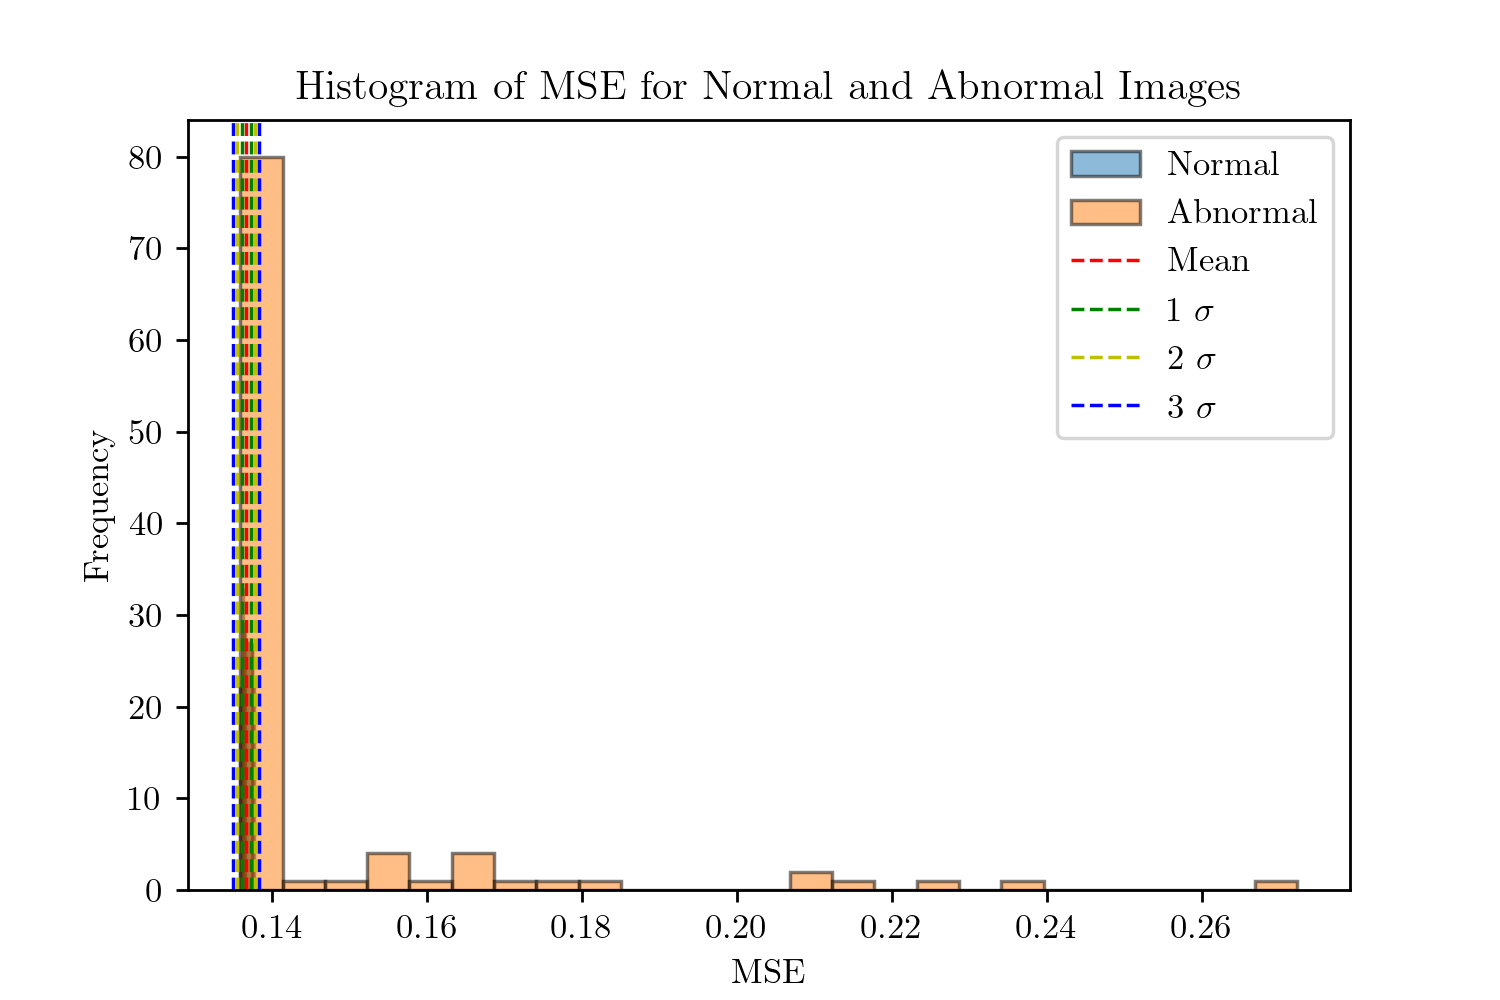 Histogram of MSE for Normal and Abnormal Images
Normal
Abnormal
Mean
1 σ
2 σ
3 σ
80
70
60
50
40
30
20
10
0
Frequency
0.14 0.16 0.18 0.20 0.22 0.24 0.26
MSE